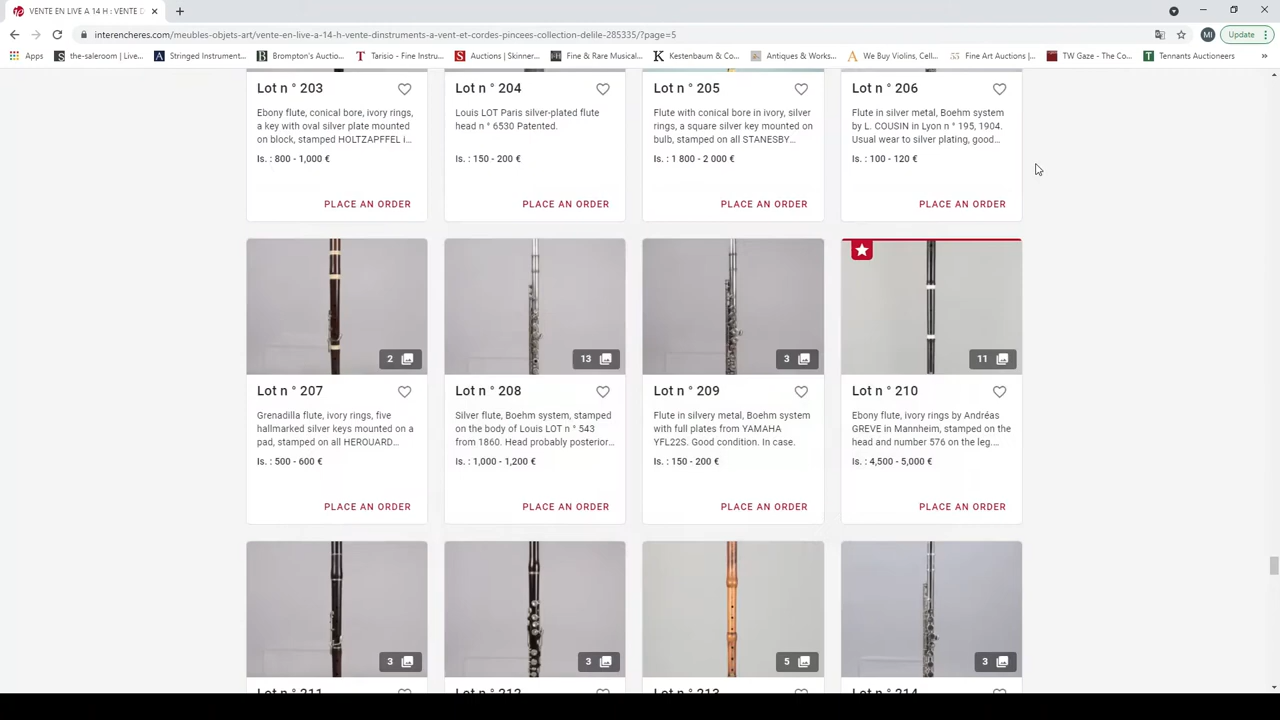 VENTE EN LIVE A 14 H : VENTE D
Update
interencheres.com/meubles-objets-art/vente-en-live-a-14-h-vente-dinstruments-a-vent-et-cordes-pincees-collection-delile-285335/?page=5
MI
Apps
the-saleroom | Live...
Stringed Instrument...
Brompton's Auctio...
Tarisio - Fine Instru...
Auctions | Skinner...
Fine & Rare Musical...
Kestenbaum & Co...
Antiques & Works...
We Buy Violins, Cell...
Fine Art Auctions |...
TW Gaze - The Co...
Tennants Auctioneers
Lot n ° 203
Ebony flute, conical bore, ivory rings,
a key with oval silver plate mounted
on block, stamped HOLTZAPFFEL i...
Is. : 800 - 1,000 €
PLACE AN ORDER
Lot n ° 204
Louis LOT Paris silver-plated flute
head n ° 6530 Patented.
Is. : 150 - 200 €
PLACE AN ORDER
Lot n ° 205
Flute with conical bore in ivory, silver
rings, a square silver key mounted on
bulb, stamped on all STANESBY...
Is. : 1 800 - 2 000 €
PLACE AN ORDER
Lot n ° 206
Flute in silver metal, Boehm system
by L. COUSIN in Lyon n ° 195, 1904.
Usual wear to silver plating, good...
Is. : 100 - 120 €
PLACE AN ORDER
2
Lot n ° 207
Grenadilla flute, ivory rings, five
hallmarked silver keys mounted on a
pad, stamped on all HEROUARD...
Is. : 500 - 600 €
PLACE AN ORDER
13
Lot n ° 208
Silver flute, Boehm system, stamped
on the body of Louis LOT n ° 543
from 1860. Head probably posterior...
Is. : 1,000 - 1,200 €
PLACE AN ORDER
3
Lot n ° 209
Flute in silvery metal, Boehm system
with full plates from YAMAHA
YFL22S. Good condition. In case.
Is. : 150 - 200 €
PLACE AN ORDER
11
Lot n ° 210
Ebony flute, ivory rings by Andréas
GREVE in Mannheim, stamped on the
head and number 576 on the leg....
Is. : 4,500 - 5,000 €
PLACE AN ORDER
3
Lot n ° 211
3
Lot n ° 212
5
Lot n ° 213
3
Lot n ° 214